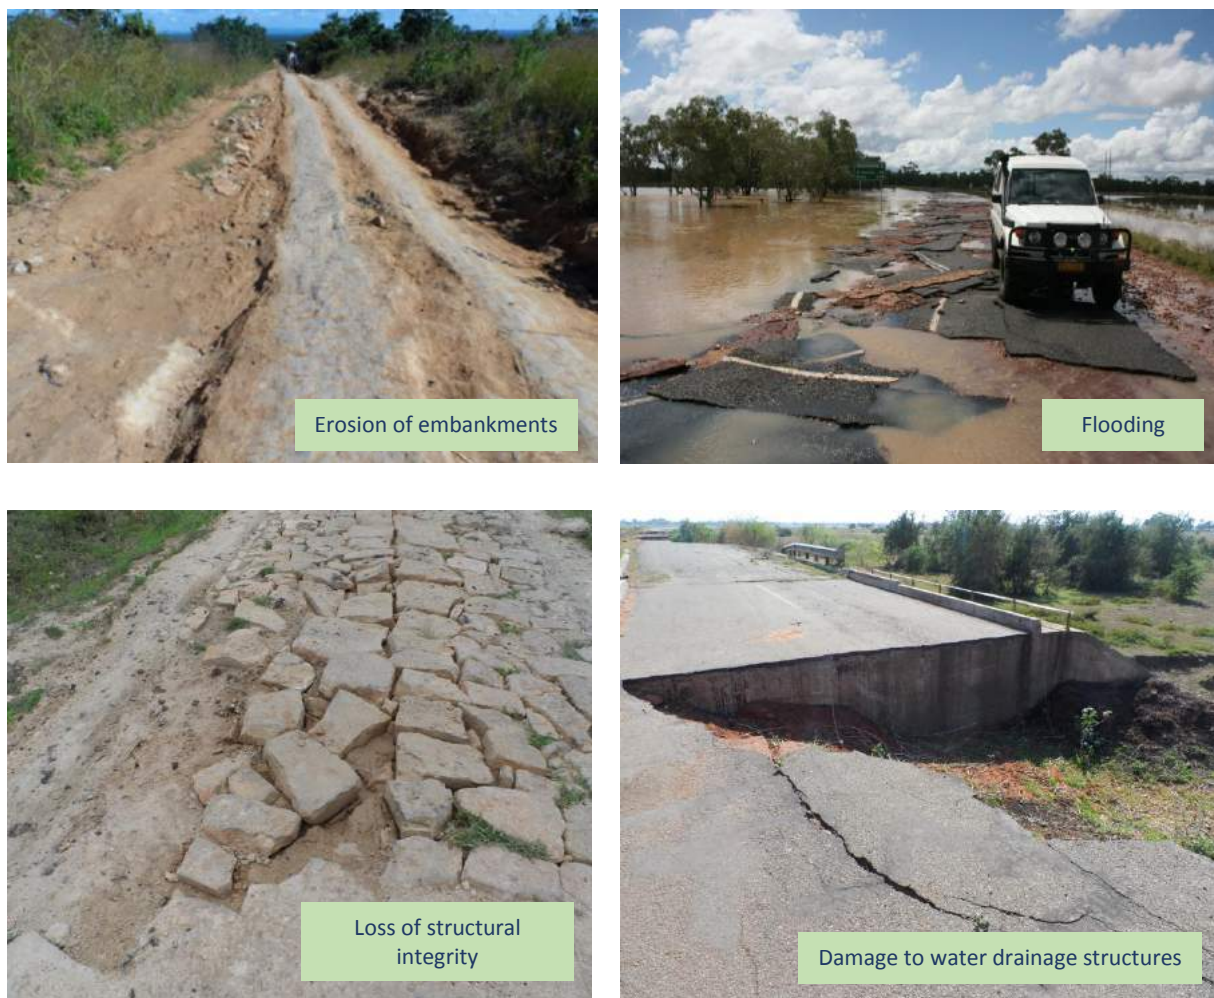 Erosion of embankments
Flooding
Loss of structural
integrity
Damage to water drainage structures